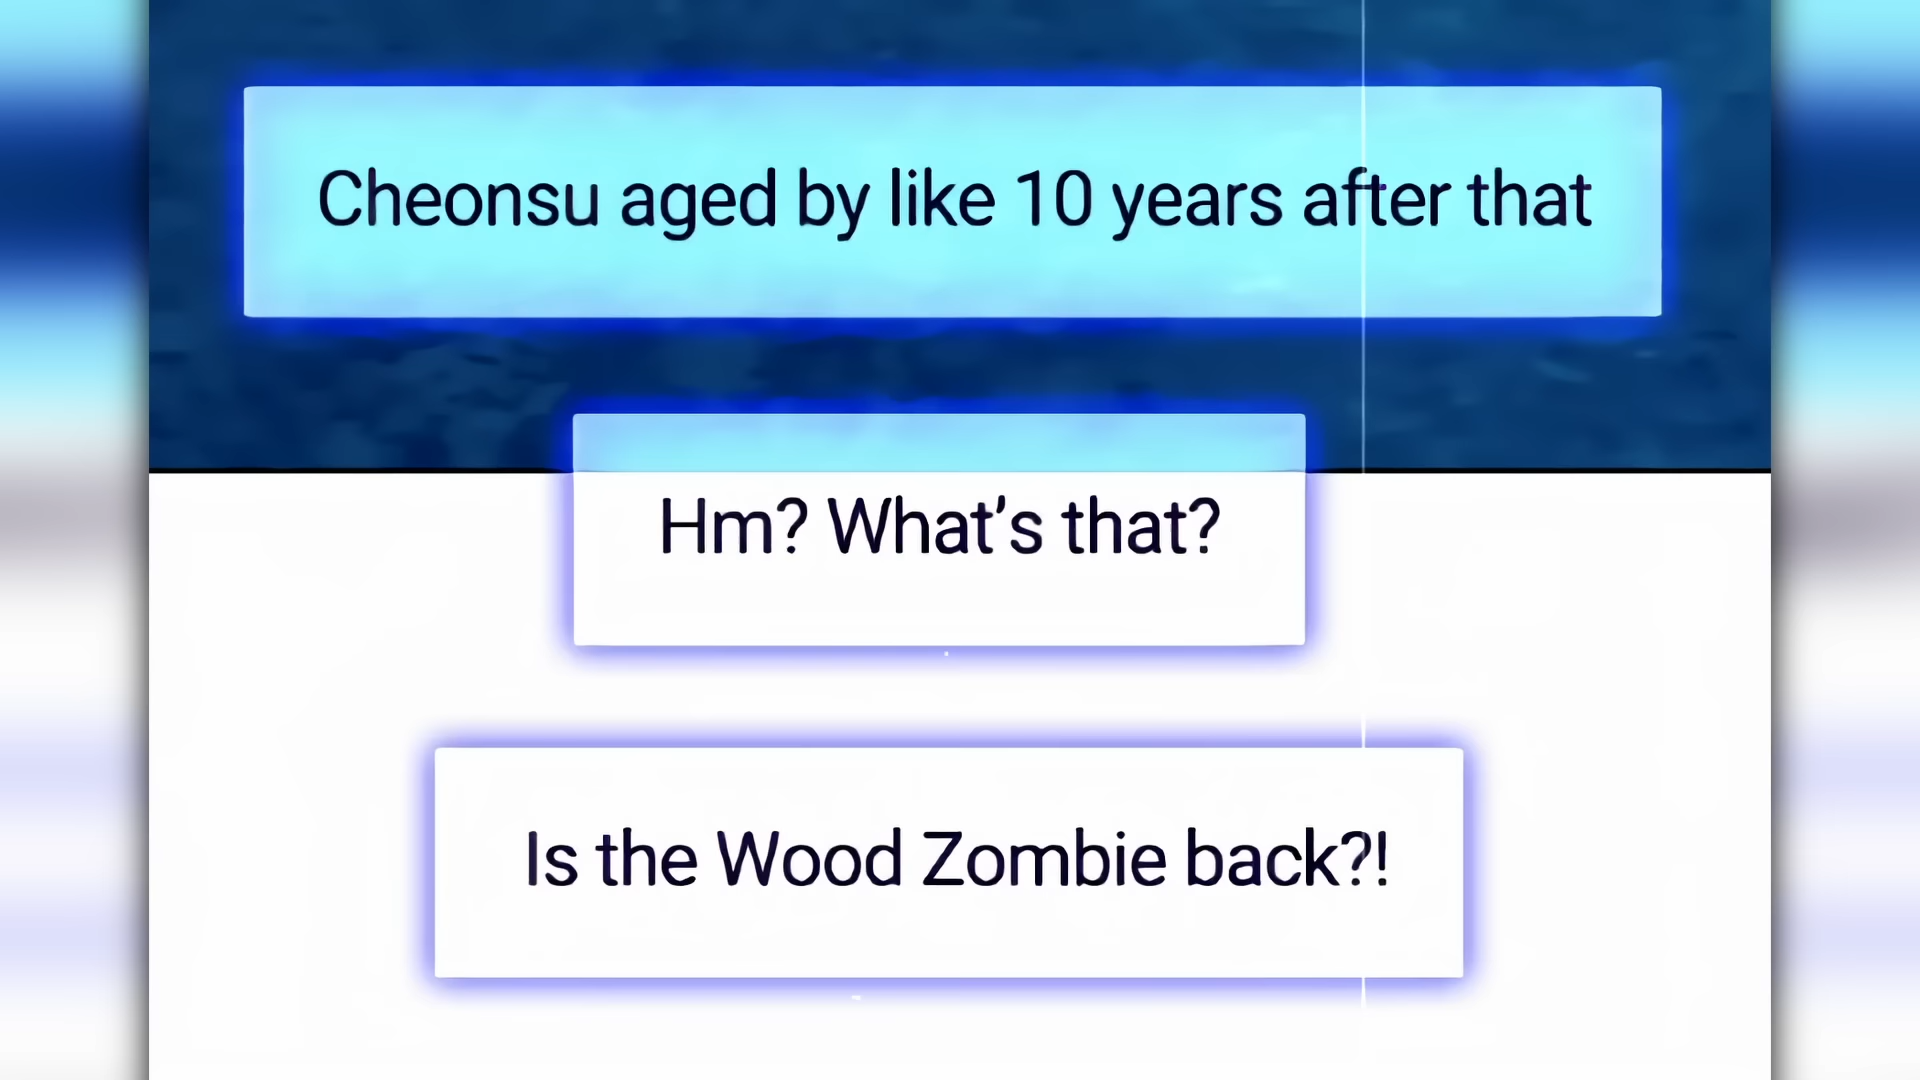 Cheonsu aged by like 10 years after that
Hm? What's that?
Is the Wood Zombie back?!